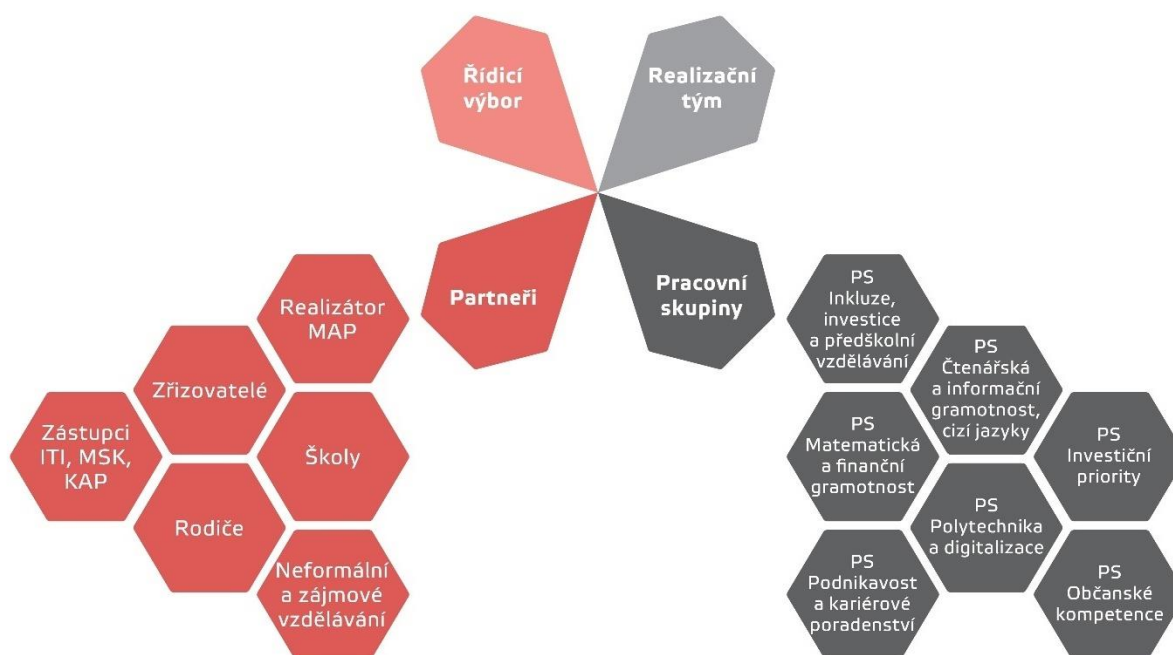 Řídicí
výbor
Realizační
tým
Partneři
Pracovní
skupiny
Realizátor
MAP
Zřizovatelé
Zástupci
ITI, MSK,
KAP
Školy
Rodiče
Neformální
a zájmové
vzdělávání
PS
Inkluze,
investice
a předškolní
vzdělávání
PS
Čtenářská
a informační
gramotnost,
cizí jazyky
PS
Matematická
a finanční
gramotnost
PS
Investiční
priority
PS
Polytechnika
a digitalizace
PS
Podnikavost
a kariérové
poradenství
PS
Občanské
kompetence